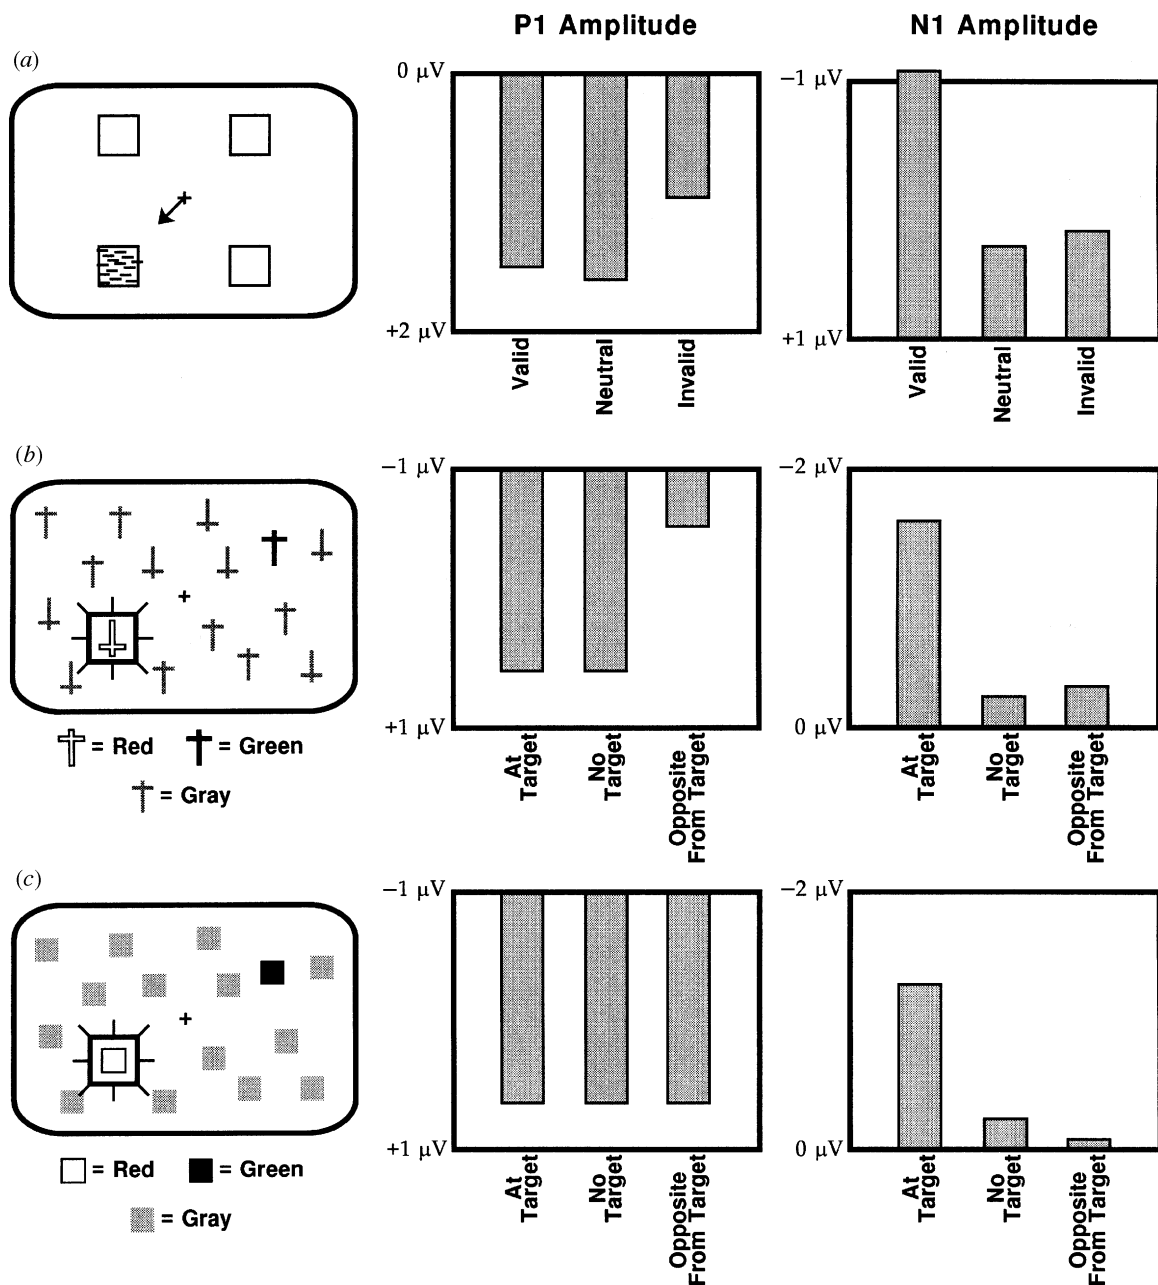 P1 Amplitude
N1 Amplitude
(a)
0 μV
+2 μV
Valid
Neutral
Invalid
−1 μV
+1 μV
Valid
Neutral
Invalid
(b)
= Red
= Green
= Gray
−1 μV
+1 μV
At
Target
No
Target
Opposite
From Target
−2 μV
0 μV
At
Target
No
Target
Opposite
From Target
(c)
= Red
= Green
= Gray
−1 μV
+1 μV
At
Target
No
Target
Opposite
From Target
−2 μV
0 μV
At
Target
No
Target
Opposite
From Target